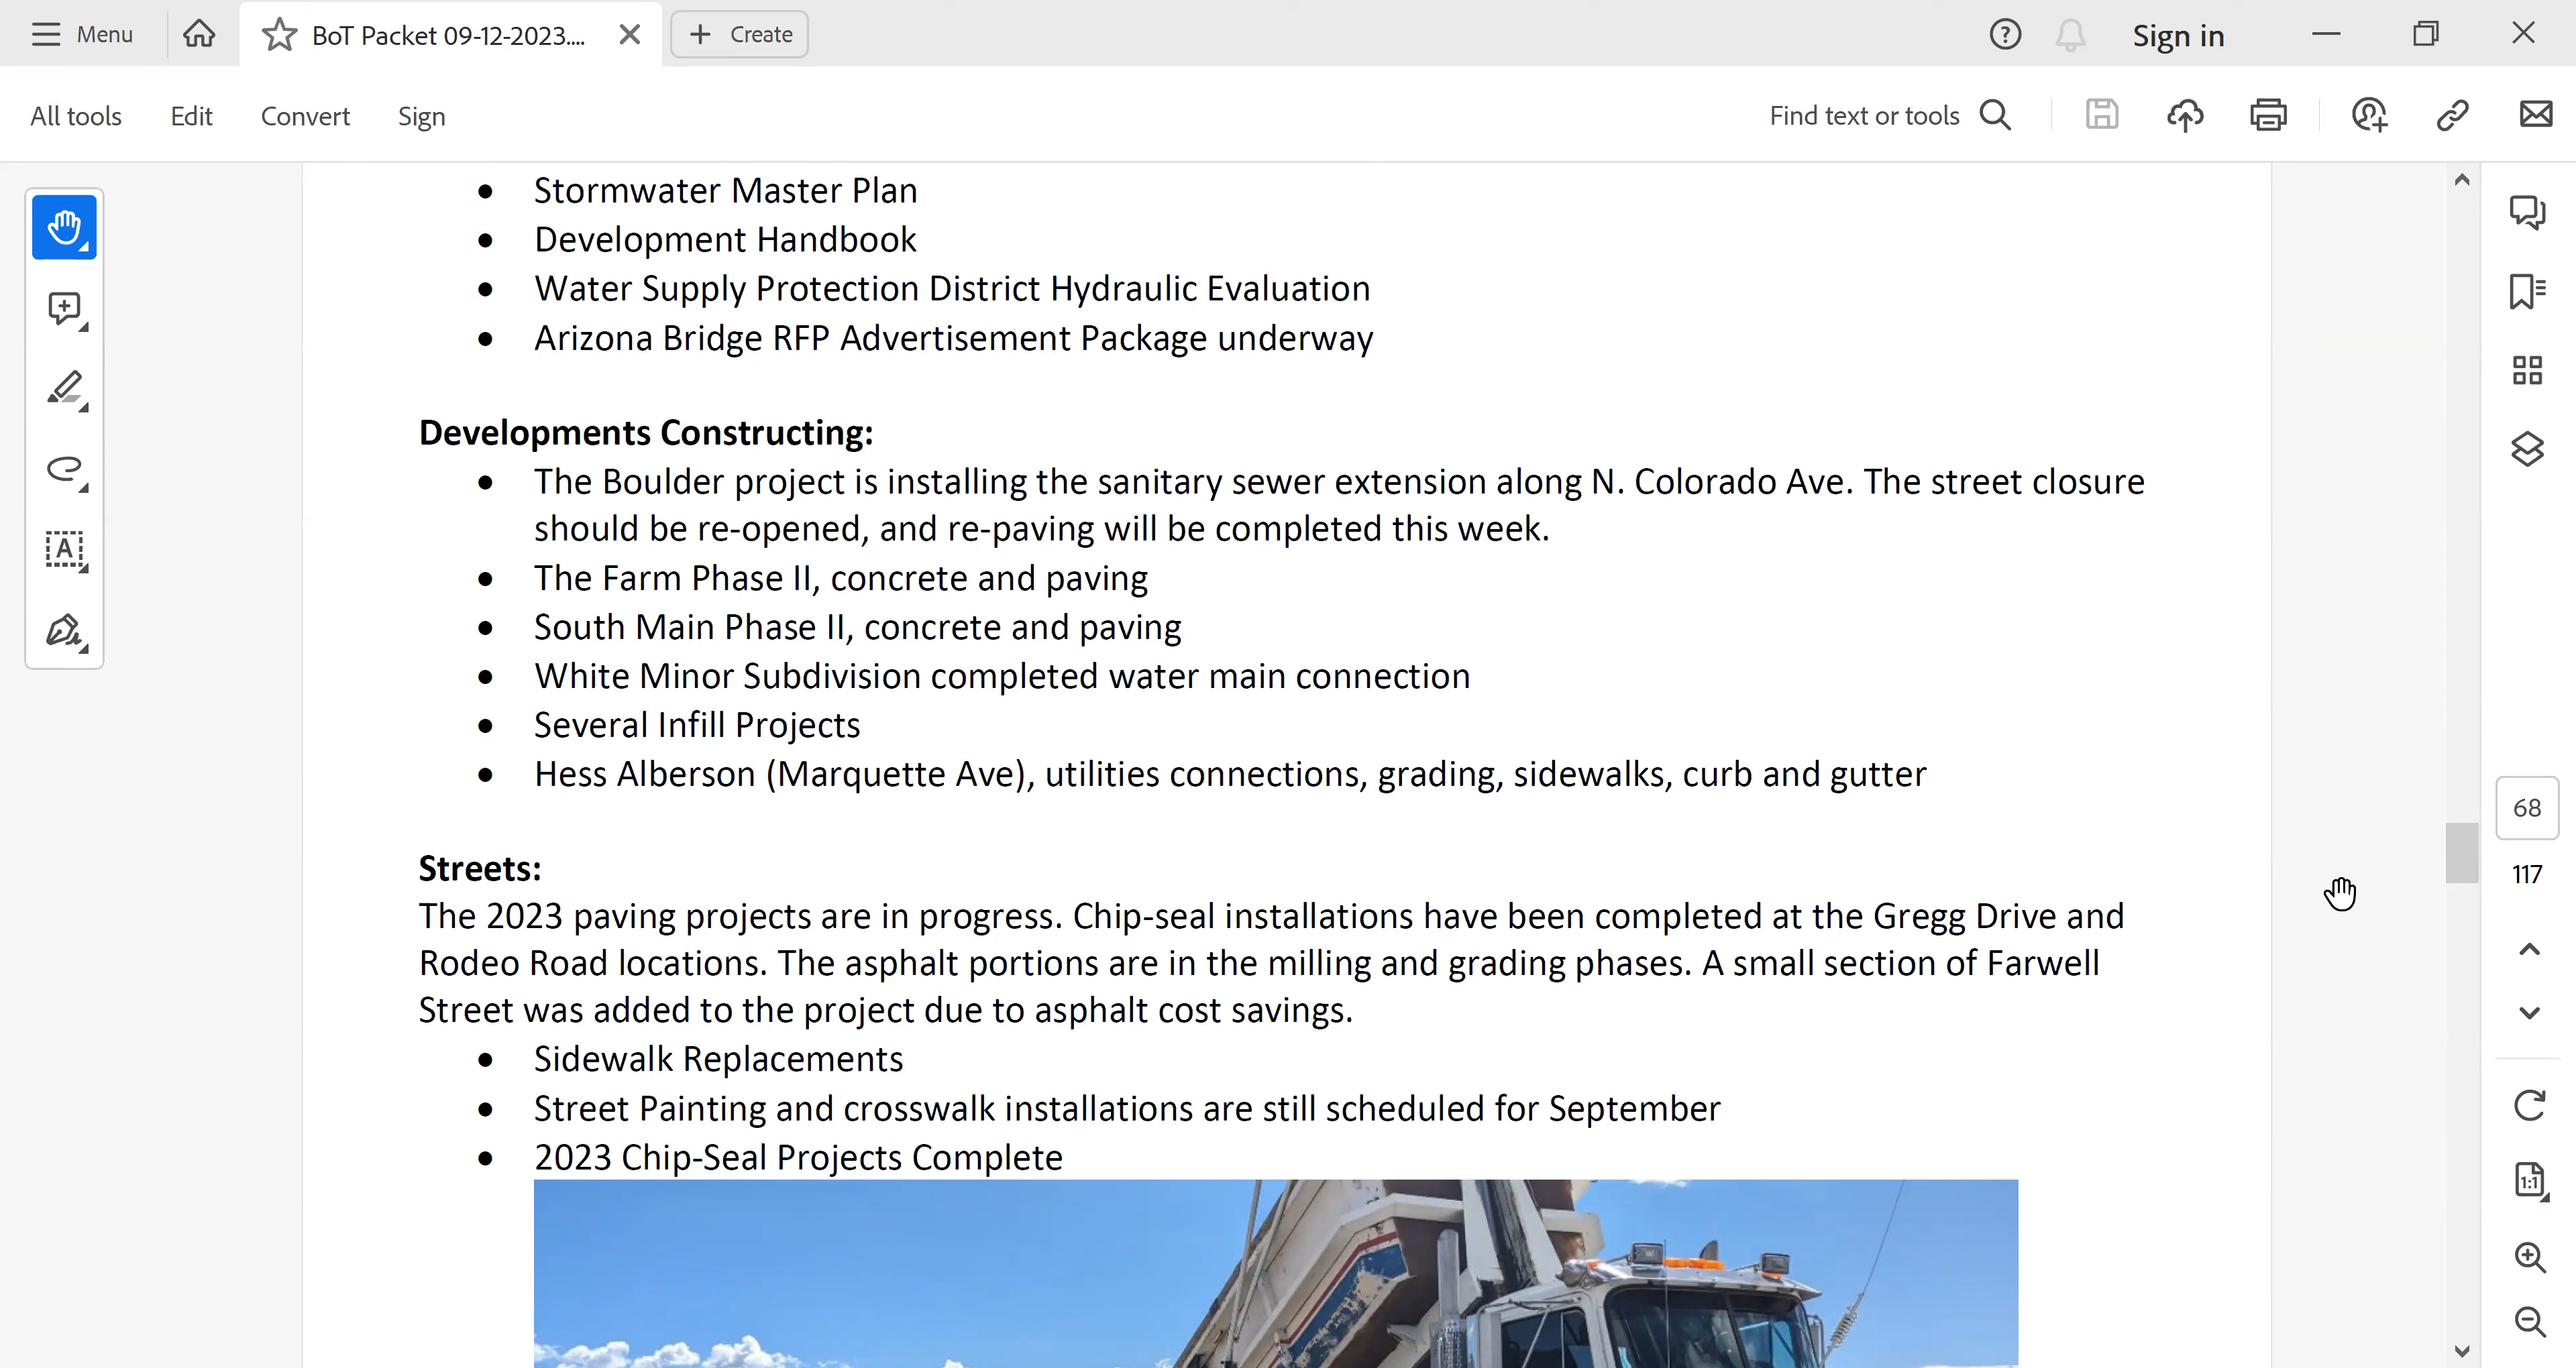 Menu
BoT Packet 09-12-2023....
Create
Sign in
All tools
Edit
Convert
Sign
Find text or tools
• Stormwater Master Plan
• Development Handbook
• Water Supply Protection District Hydraulic Evaluation
• Arizona Bridge RFP Advertisement Package underway
Developments Constructing:
• The Boulder project is installing the sanitary sewer extension along N. Colorado Ave. The street closure
should be re-opened, and re-paving will be completed this week.
• The Farm Phase II, concrete and paving
• South Main Phase II, concrete and paving
• White Minor Subdivision completed water main connection
• Several Infill Projects
• Hess Alberson (Marquette Ave), utilities connections, grading, sidewalks, curb and gutter
Streets:
The 2023 paving projects are in progress. Chip-seal installations have been completed at the Gregg Drive and
Rodeo Road locations. The asphalt portions are in the milling and grading phases. A small section of Farwell
Street was added to the project due to asphalt cost savings.
• Sidewalk Replacements
• Street Painting and crosswalk installations are still scheduled for September
• 2023 Chip-Seal Projects Complete
68
117
1:1